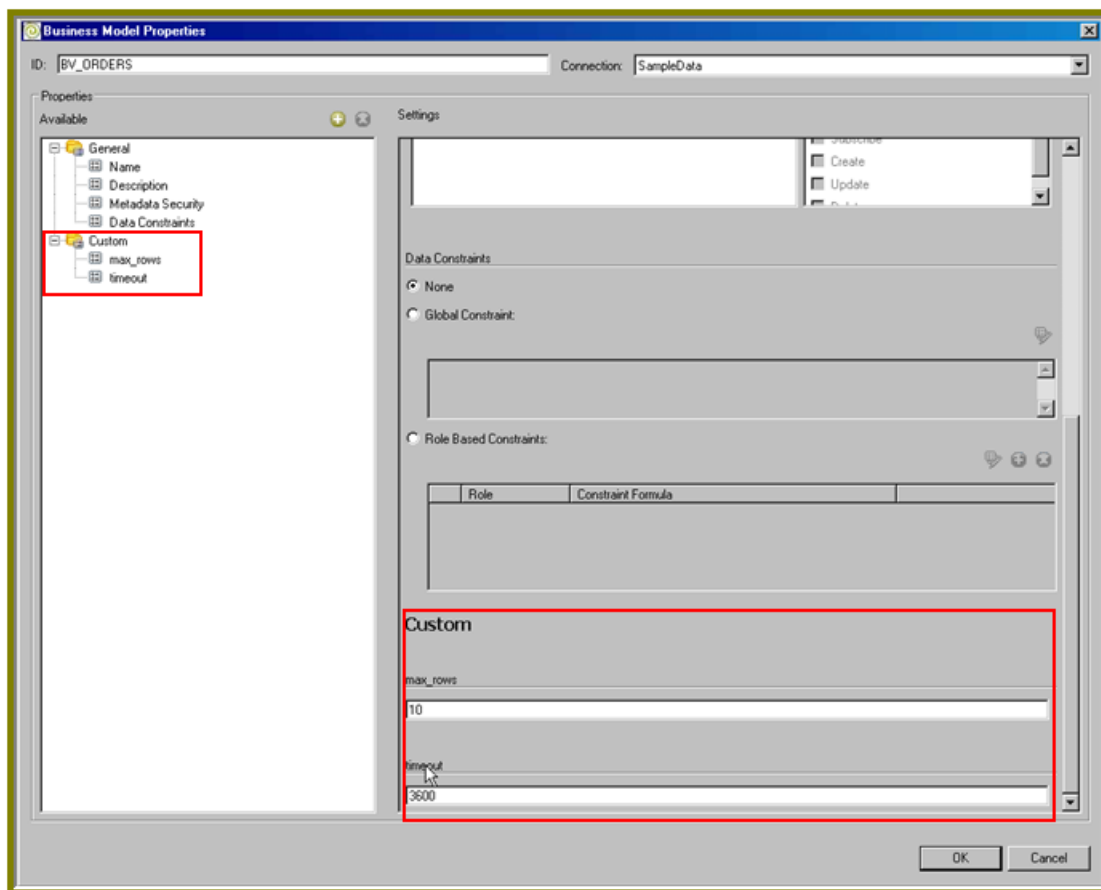 Business Model Properties
ID: BV_ORDERS Connection: SampleData
Properties
Available
Settings
General
Name
Description
Metadata Security
Data Constraints
Custom
max_rows
timeout
Subscribe
Create
Update
Data Constraints
None
Global Constraint:
Role Based Constraints:
Role Constraint Formula
Custom
max_rows
10
timeout
3600
OK Cancel